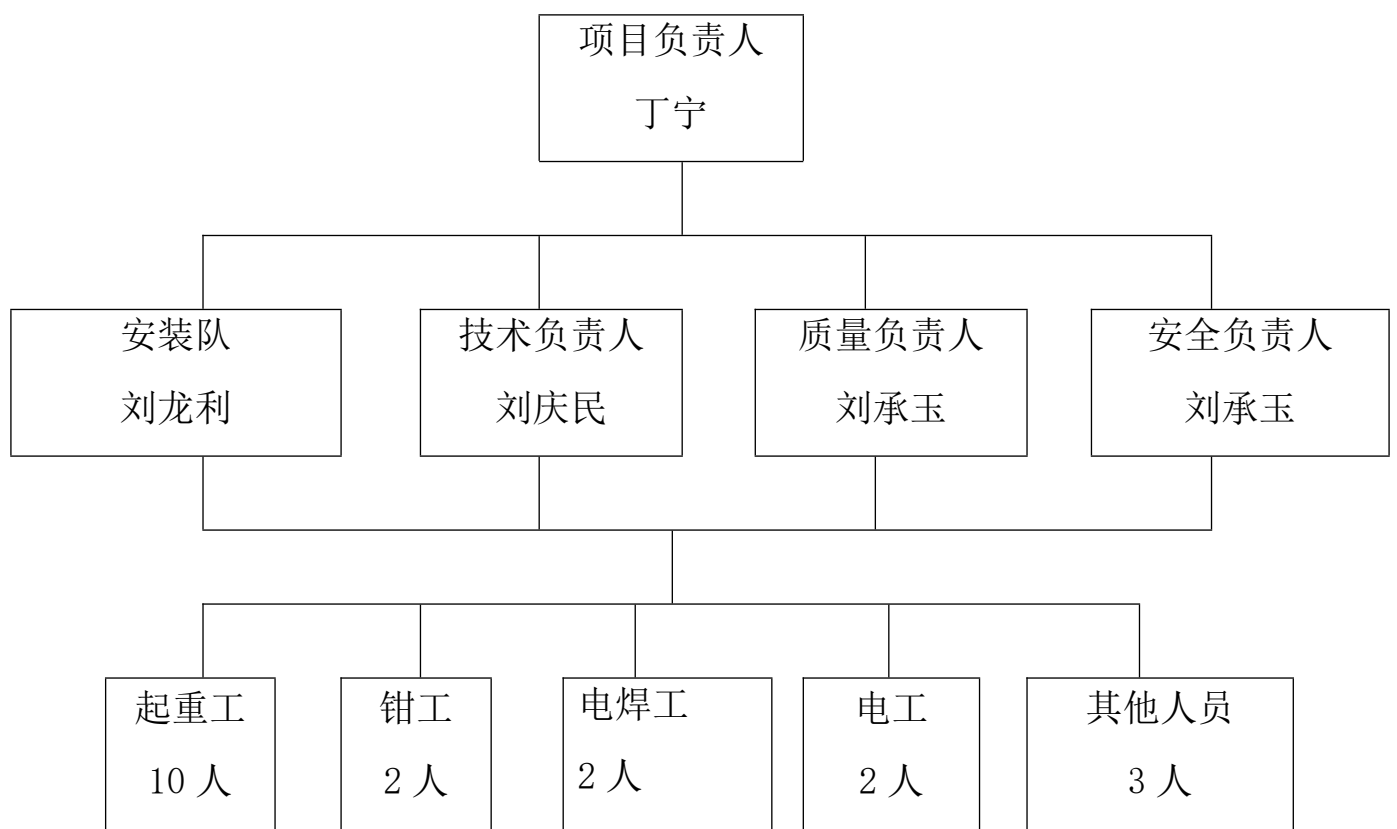 项目负责人
丁宁
安装队
刘龙利
技术负责人
刘庆民
质量负责人
刘承玉
安全负责人
刘承玉
起重工
10 人
钳工
2 人
电焊工
2 人
电工
2 人
其他人员
3 人